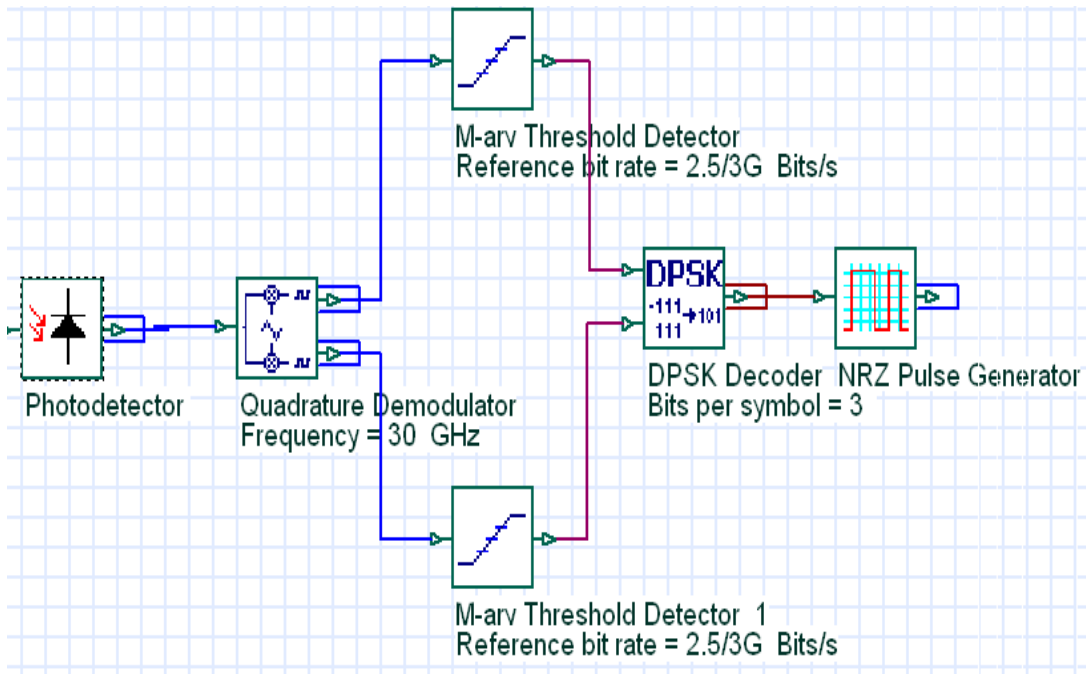 M-arv Threshold Detector
Reference bit rate = 2.5/3G Bits/s
Photodetector
Quadrature Demodulator
Frequency = 30 GHz
DPSK
-111
111
101
DPSK Decoder
Bits per symbol = 3
NRZ Pulse Generator
M-arv Threshold Detector 1
Reference bit rate = 2.5/3G Bits/s